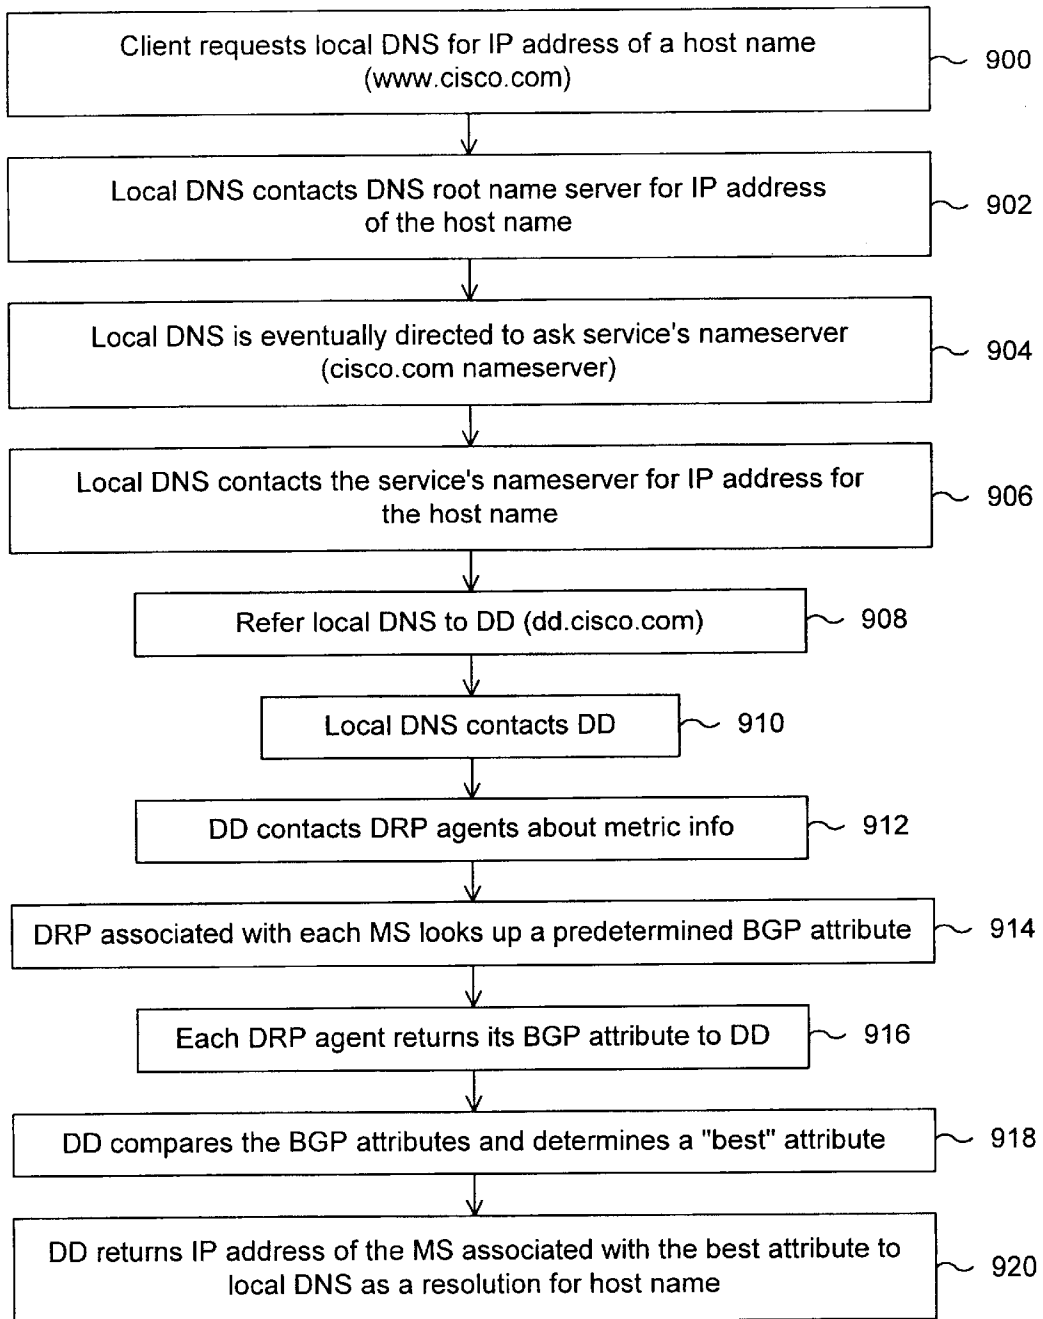 Client requests local DNS for IP address of a host name
(www.cisco.com)
900
Local DNS contacts DNS root name server for IP address
of the host name
902
Local DNS is eventually directed to ask service's nameserver
(cisco.com nameserver)
904
Local DNS contacts the service's nameserver for IP address for
the host name
906
Refer local DNS to DD (dd.cisco.com)
908
Local DNS contacts DD
910
DD contacts DRP agents about metric info
912
DRP associated with each MS looks up a predetermined BGP attribute
914
Each DRP agent returns its BGP attribute to DD
916
DD compares the BGP attributes and determines a "best" attribute
918
DD returns IP address of the MS associated with the best attribute to
local DNS as a resolution for host name
920